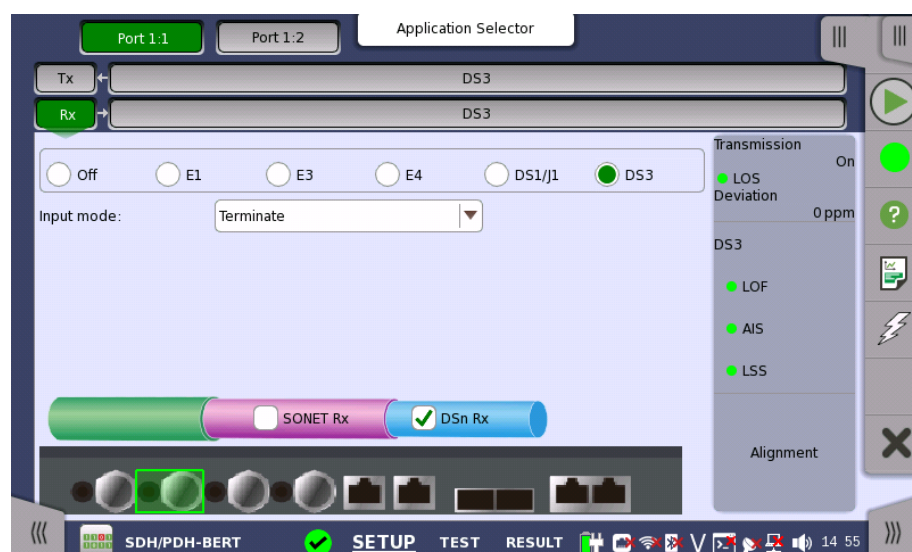 Application Selector
Port 1:1
Port 1:2
Tx
DS3
Rx
DS3
Off
E1
E3
E4
DS1/J1
DS3
Input mode:
Terminate
Transmission
On
LOS
Deviation
0 ppm
DS3
LOF
AIS
LSS
Alignment
SONET Rx
DSn Rx
SDH/PDH-BERT
SETUP
TEST
RESULT
14 55